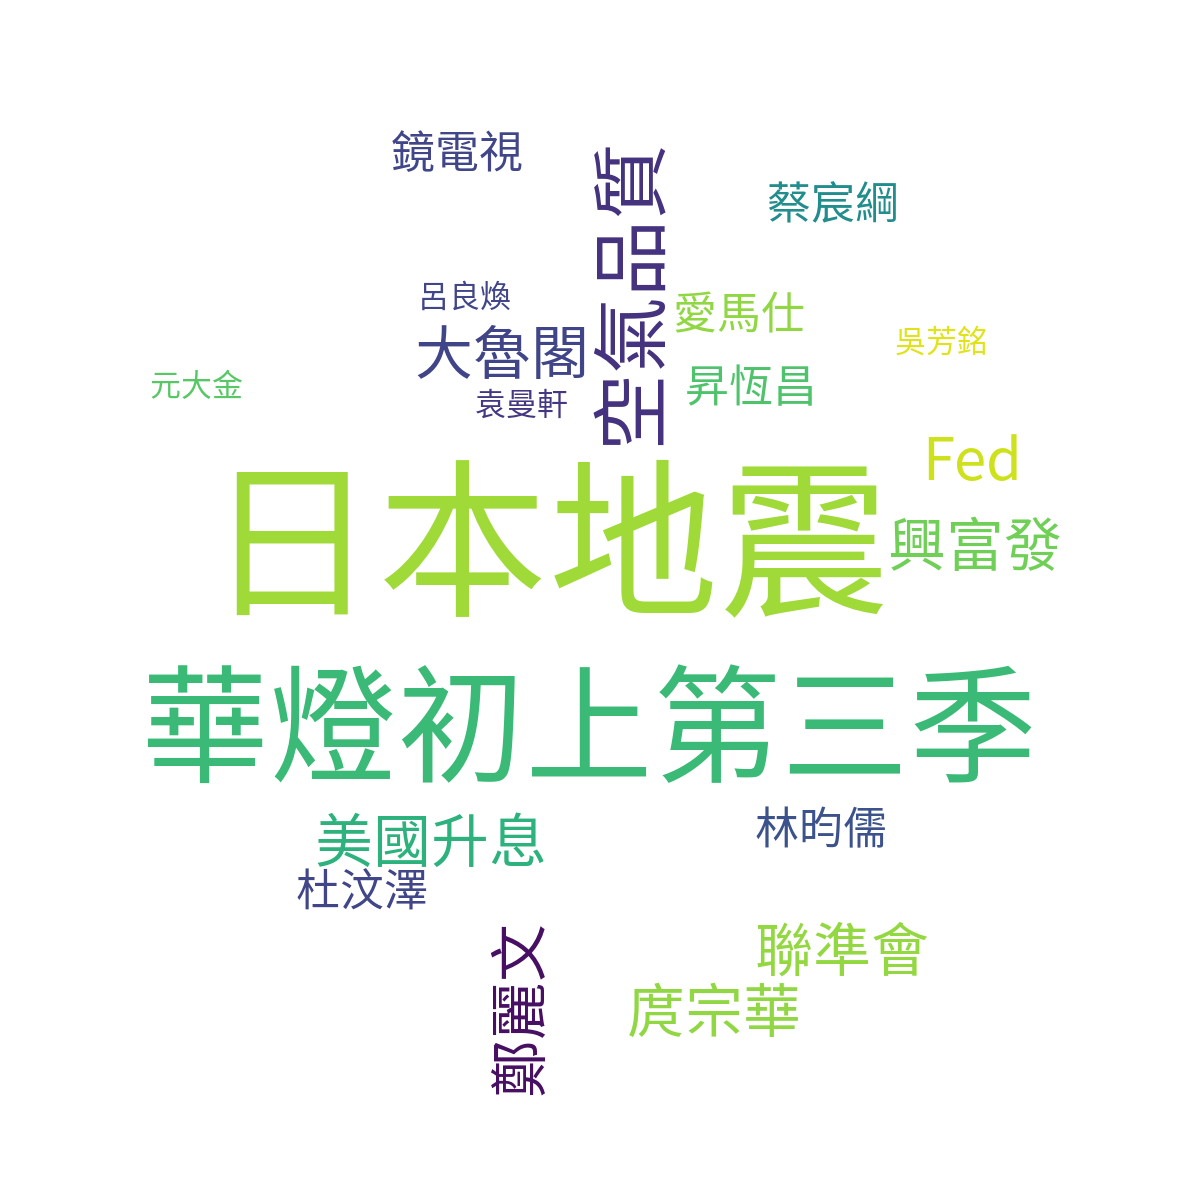 鏡電視
空氣品質
蔡宸綱
呂良煥
愛馬仕
大魯閣
吳芳銘
元大金
袁曼軒
昇恆昌
Fed
日本地震
興富發
華燈初上第三季
美國升息
林昀儒
杜汶澤
鄭麗文
聯準會
庹宗華